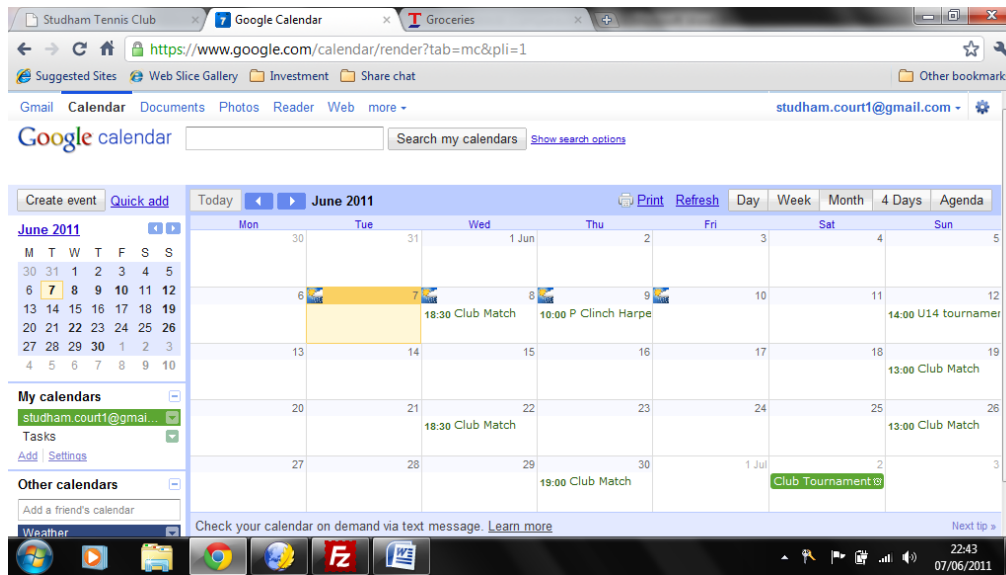 Studham Tennis Club
7 Google Calendar
T Groceries
https://www.google.com/calendar/render?tab=mc&pli=1
Suggested Sites Web Slice Gallery Investment Share chat Other bookmark
Gmail Calendar Documents Photos Reader Web more studham.court1@gmail.com
Google calendar Search my calendars Show search options
Create event Quick add
Today June 2011 Print Refresh Day Week Month 4 Days Agenda
June 2011
M T W T F S S
30 31 1 2 3 4 5
6 7 8 9 10 11 12
13 14 15 16 17 18 19
20 21 22 23 24 25 26
27 28 29 30 1 2 3
4 5 6 7 8 9 10
My calendars
studham.court1@gmai...
Tasks
Add Settings
Other calendars
Add a friend's calendar
Weather
Mon Tue Wed Thu Fri Sat Sun
30 31 1 Jun 2 3 4 5
6 7 8 9 10 11 12
18:30 Club Match 10:00 P Clinch Harpe 14:00 U14 tournamer
13 14 15 16 17 18 19
13:00 Club Match
20 21 22 23 24 25 26
18:30 Club Match 13:00 Club Match
27 28 29 30 1 Jul 2 3
19:00 Club Match Club Tournament
Check your calendar on demand via text message. Learn more Next tip »
Fz W
22:43
07/06/2011